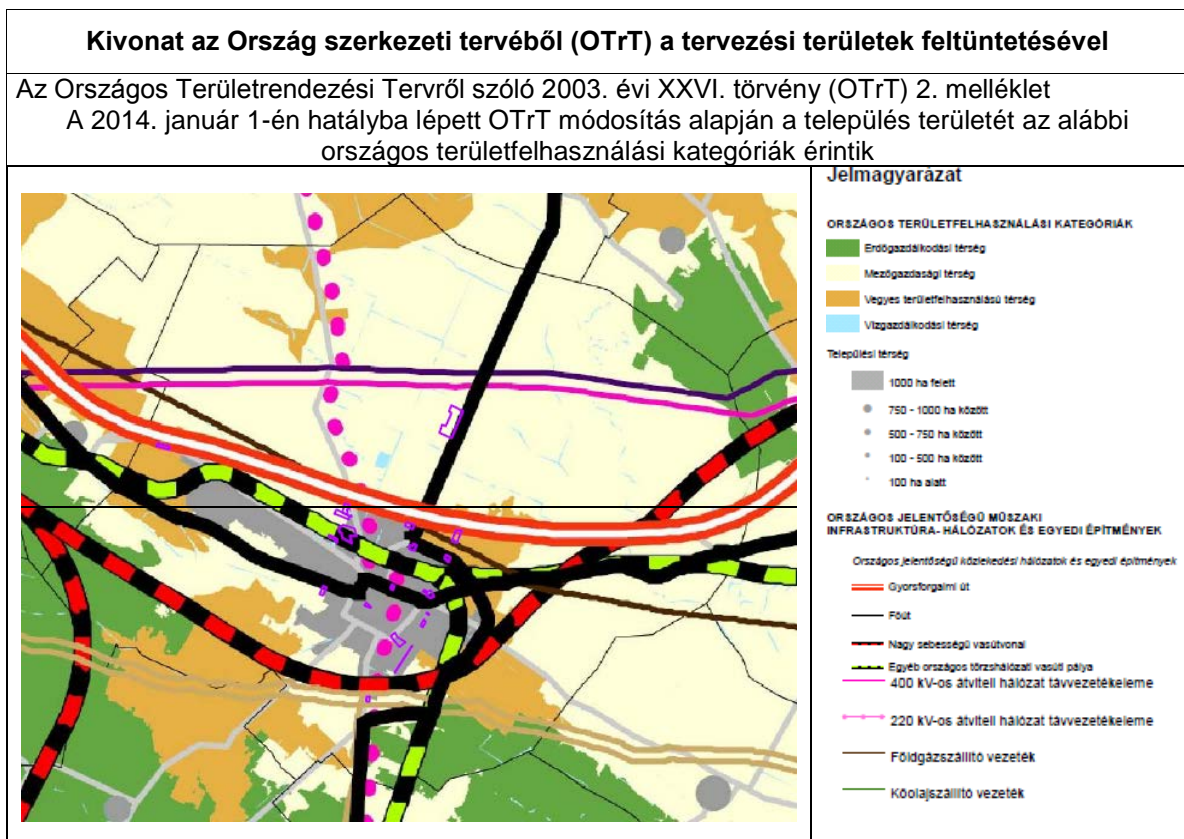 Kivonat az Ország szerkezeti tervéből (OTrT) a tervezési területek feltüntetésével
Az Országos Területrendezési Tervről szóló 2003. évi XXVI. törvény (OTrT) 2. melléklet
A 2014. január 1-én hatályba lépett OTrT módosítás alapján a település területét az alábbi
országos területfelhasználási kategóriák érintik
Jelmagyarázat
ORSZÁGOS TERÜLETFELHASZNÁLÁSI KATEGÓRIÁK
Erdőgazdálkodási térség
Mezőgazdasági térség
Vegyes területfelhasználású térség
Vízgazdálkodási térség
Települési térség
1000 ha felett
750 - 1000 ha között
500 - 750 ha között
100 - 500 ha között
100 ha alatt
ORSZÁGOS JELENTŐSÉGŰ MŰSZAKI
INFRASTRUKTÚRA- HÁLÓZATOK ÉS EGYEDI ÉPÍTMÉNYEK
Országos jelentőségű közlekedési hálózatok és egyedi építmények
Gyorsforgalmi út
Főút
Nagy sebességű vasútvonal
Egyéb országos törzshálózati vasúti pálya
400 kV-os átviteli hálózat távvezetékeleme
220 kV-os átviteli hálózat távvezetékeleme
Földgázszállító vezeték
Kőolajszállító vezeték